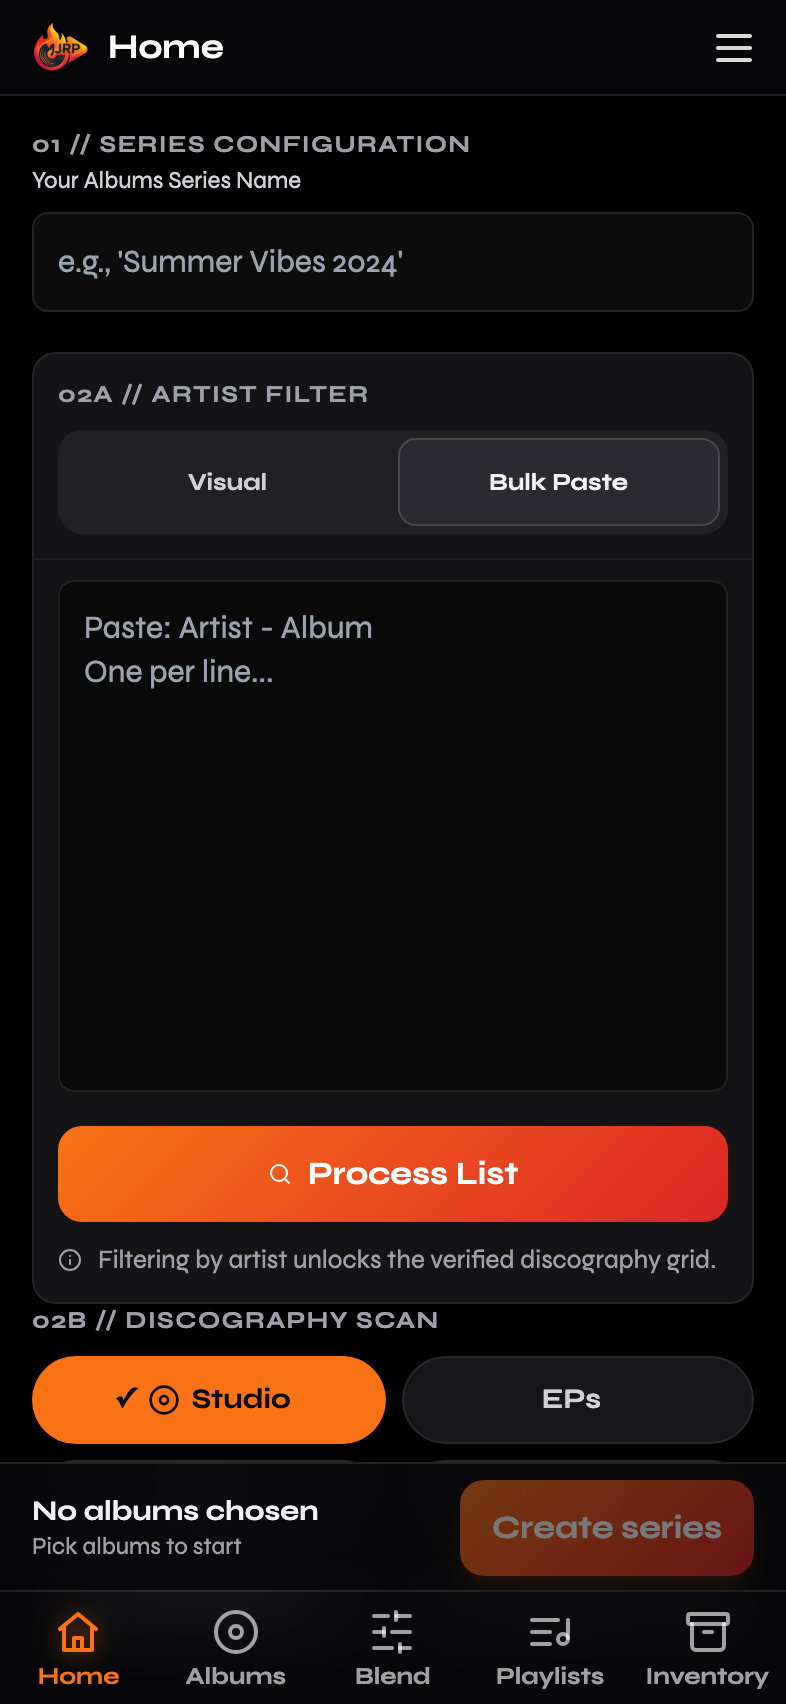 MJRP
Home
01 // SERIES CONFIGURATION
Your Albums Series Name
e.g., 'Summer Vibes 2024'
02A // ARTIST FILTER
Visual
Bulk Paste
Paste: Artist - Album
One per line...
Process List
Filtering by artist unlocks the verified discography grid.
02B // DISCOGRAPHY SCAN
✓ Studio
EPs
No albums chosen
Pick albums to start
Create series
Home
Albums
Blend
Playlists
Inventory